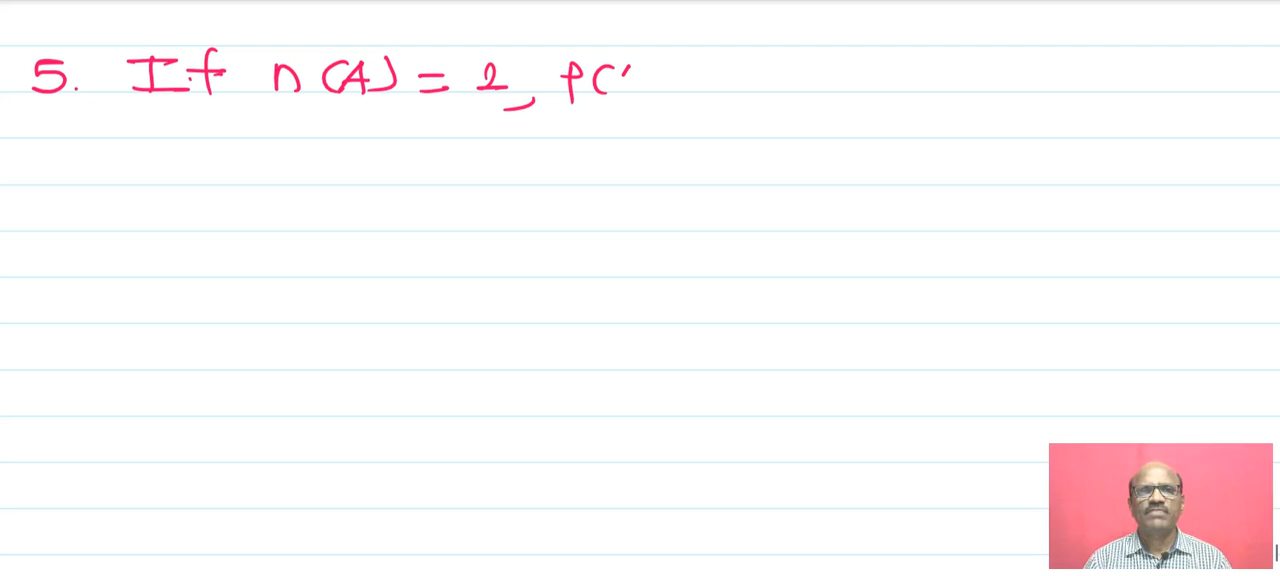 5. If n(A) = 2, P(